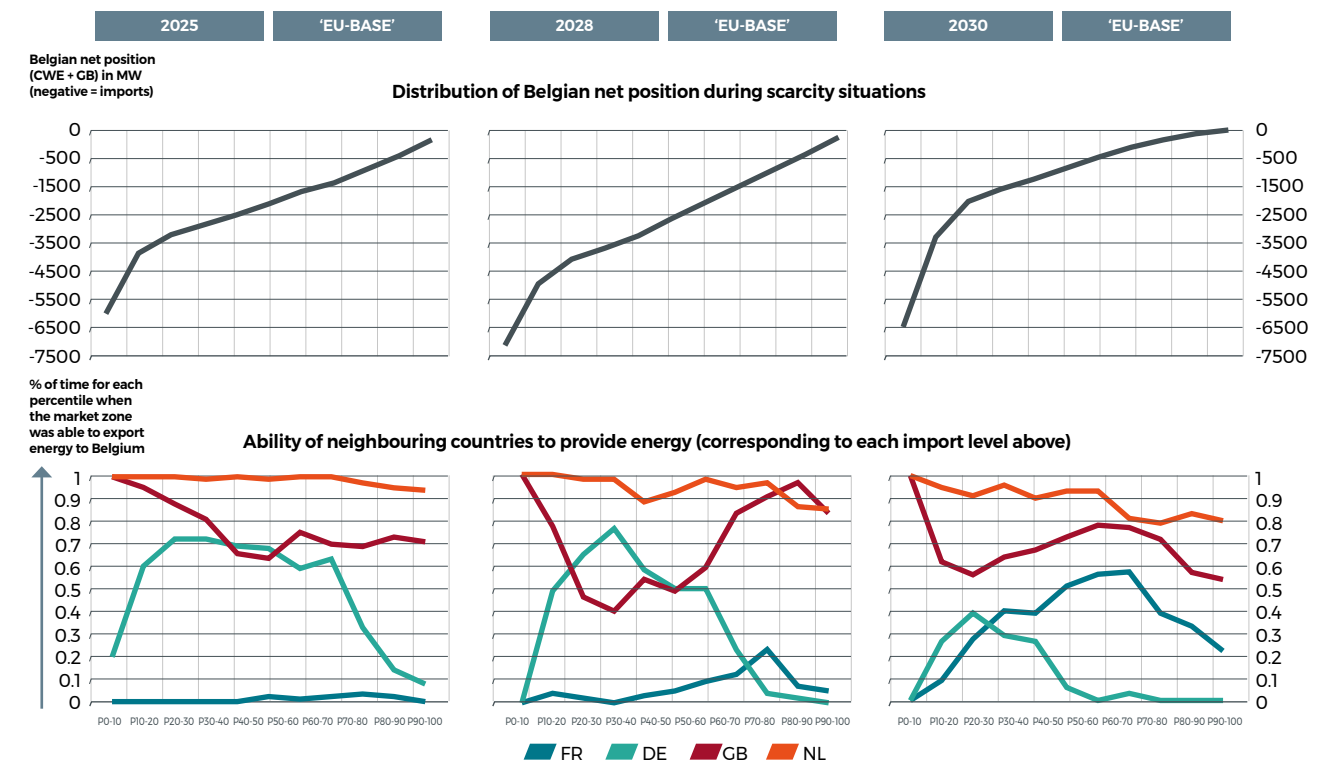 2025
‘EU-BASE’
2028
‘EU-BASE’
2030
‘EU-BASE’
Belgian net position
(CWE + GB) in MW
(negative = imports)
Distribution of Belgian net position during scarcity situations
0
-500
-1500
-2500
-3500
-4500
-5500
-6500
-7500
0
-500
-1500
-2500
-3500
-4500
-5500
-6500
-7500
% of time for each
percentile when
the market zone
was able to export
energy to Belgium
Ability of neighbouring countries to provide energy (corresponding to each import level above)
1
0.9
0.8
0.7
0.6
0.5
0.4
0.3
0.2
0.1
0
1
0.9
0.8
0.7
0.6
0.5
0.4
0.3
0.2
0.1
0
P0-10 P10-20 P20-30 P30-40 P40-50 P50-60 P60-70 P70-80 P80-90 P90-100
P0-10 P10-20 P20-30 P30-40 P40-50 P50-60 P60-70 P70-80 P80-90 P90-100
P0-10 P10-20 P20-30 P30-40 P40-50 P50-60 P60-70 P70-80 P80-90 P90-100
FR DE GB NL